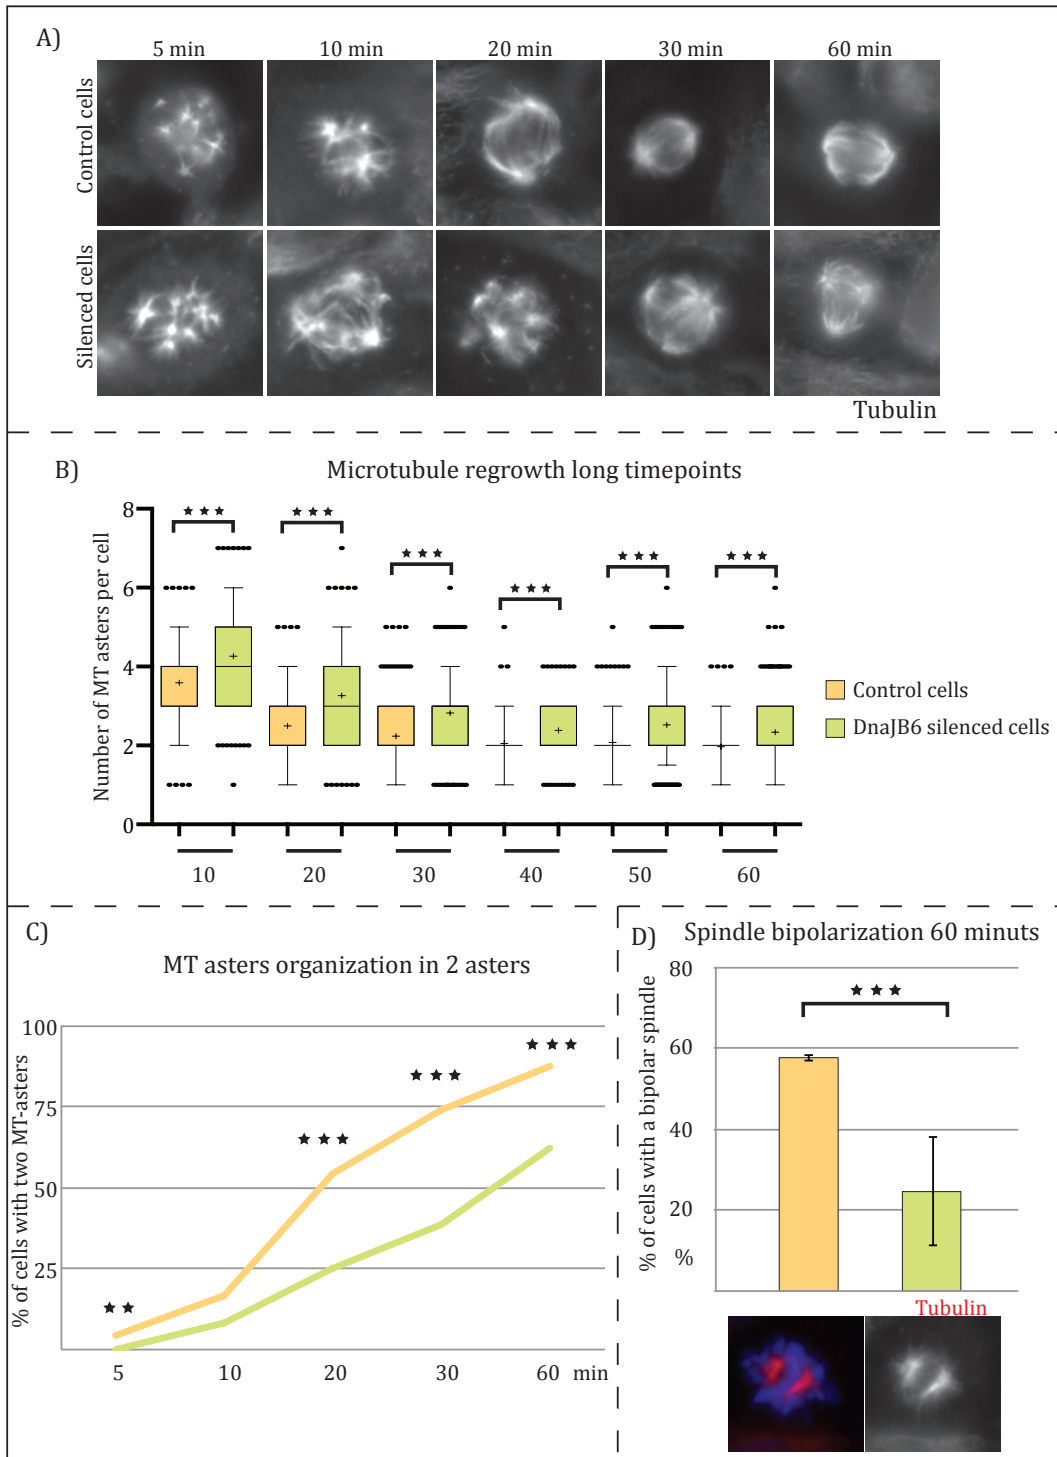 A)
5 min 10 min 20 min 30 min 60 min
Control cells
Silenced cells
Tubulin
B) Microtubule regrowth long timepoints
Number of MT asters per cell
8
6
4
2
0
10 20 30 40 50 60
Control cells
DnaJB6 silenced cells
C)
MT asters organization in 2 asters
% of cells with two MT-asters
100
75
50
25
5 10 20 30 60 min
D) Spindle bipolarization 60 minuts
% of cells with a bipolar spindle
80
60
40
20
%
Tubulin